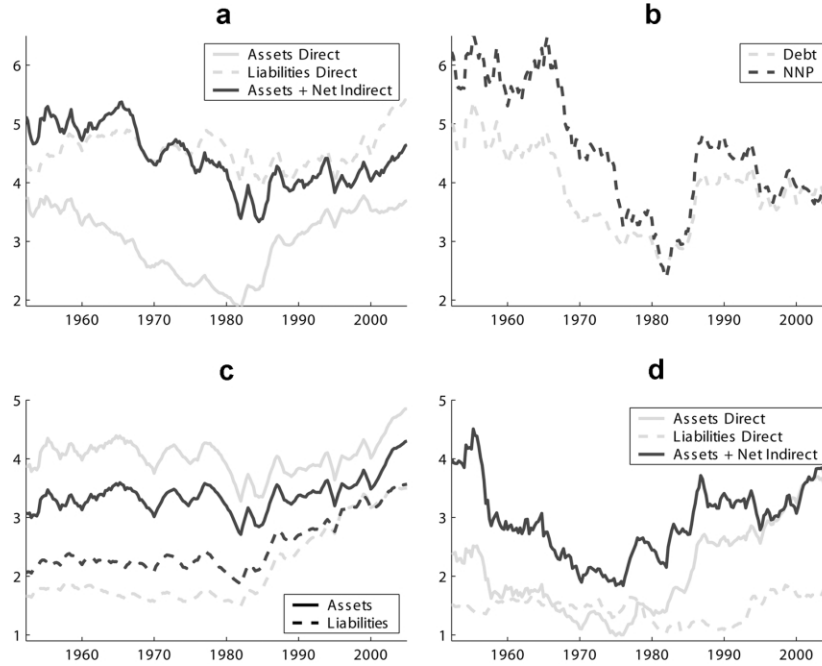 a
Assets Direct
Liabilities Direct
Assets + Net Indirect
6
5
4
3
2
1960 1970 1980 1990 2000
b
Debt
NNP
6
5
4
3
2
1960 1970 1980 1990 2000
c
5
4
3
2
1
Assets
Liabilities
1960 1970 1980 1990 2000
d
Assets Direct
Liabilities Direct
Assets + Net Indirect
5
4
3
2
1
1960 1970 1980 1990 2000